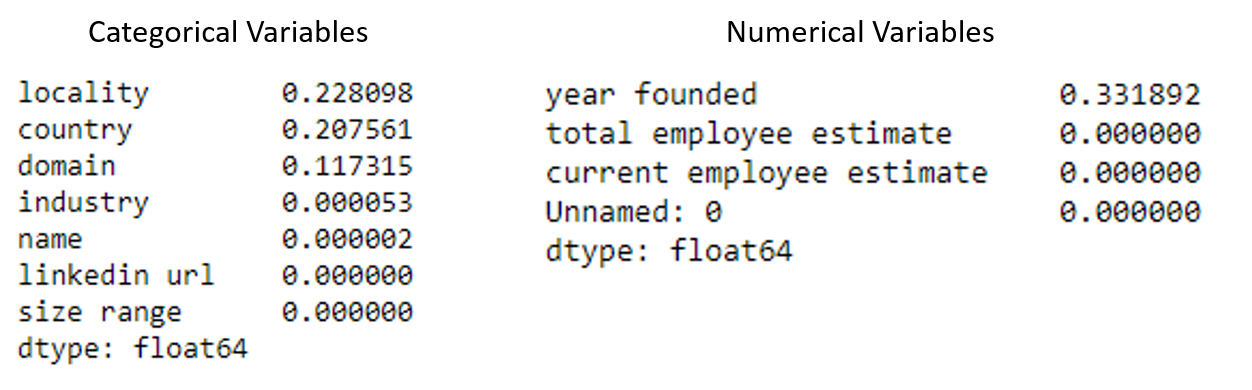 Categorical Variables
locality 0.228098
country 0.207561
domain 0.117315
industry 0.000053
name 0.000002
linkedin url 0.000000
size range 0.000000
dtype: float64
Numerical Variables
year founded 0.331892
total employee estimate 0.000000
current employee estimate 0.000000
Unnamed: 0 0.000000
dtype: float64